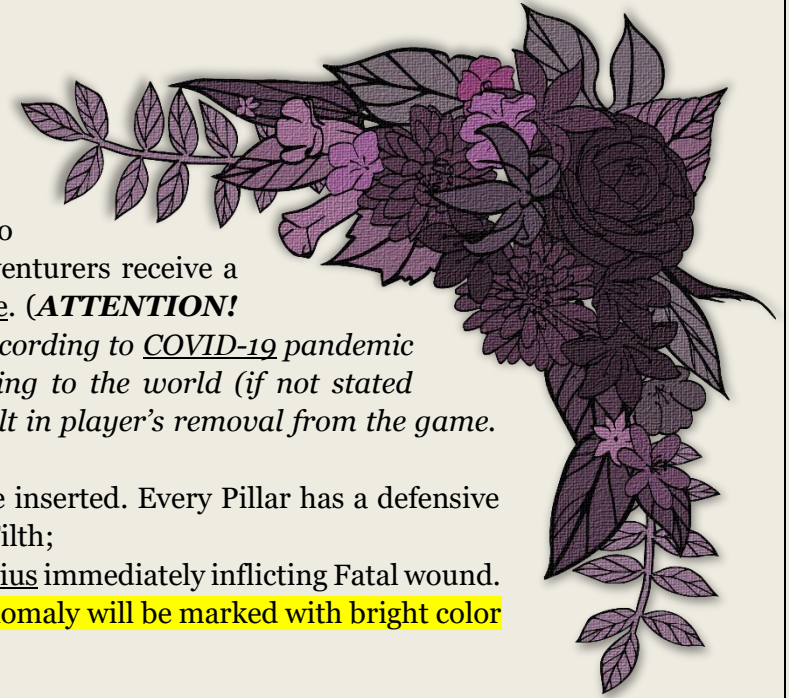 o
venturers receive a
e. (ATTENTION!
cording to COVID-19 pandemic
ing to the world (if not stated
lt in player's removal from the game.
e inserted. Every Pillar has a defensive
ilth;
ius immediately inflicting Fatal wound.
nomaly will be marked with bright color